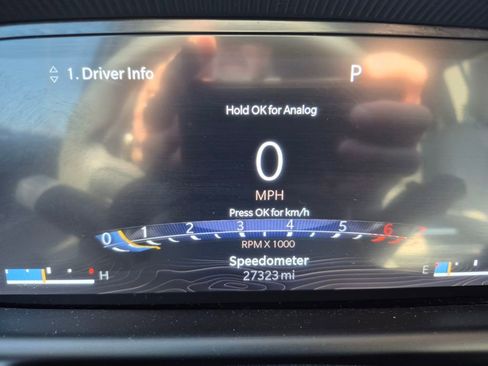 1. Driver Info
P
Hold OK for Analog
0
MPH
Press OK for km/h
0 1 2 3 4 5 6 7
RPM X 1000
H
Speedometer
E
27323 mi